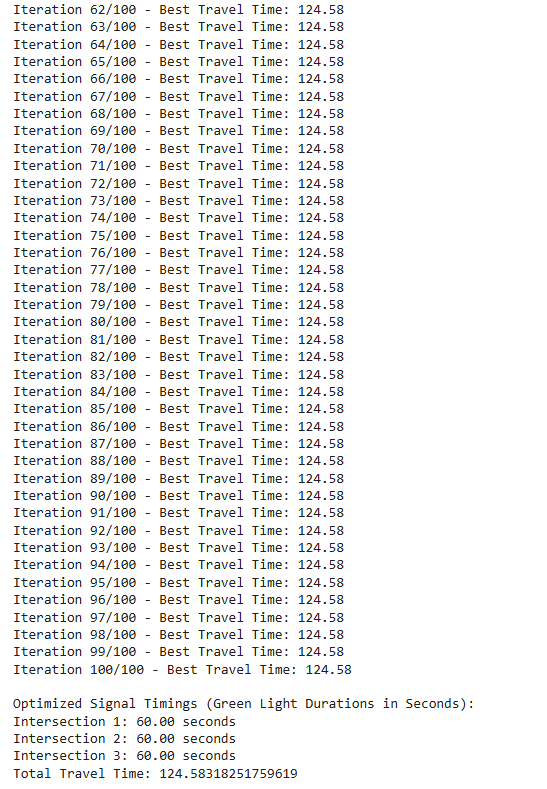 Iteration 62/100 - Best Travel Time: 124.58
Iteration 63/100 - Best Travel Time: 124.58
Iteration 64/100 - Best Travel Time: 124.58
Iteration 65/100 - Best Travel Time: 124.58
Iteration 66/100 - Best Travel Time: 124.58
Iteration 67/100 - Best Travel Time: 124.58
Iteration 68/100 - Best Travel Time: 124.58
Iteration 69/100 - Best Travel Time: 124.58
Iteration 70/100 - Best Travel Time: 124.58
Iteration 71/100 - Best Travel Time: 124.58
Iteration 72/100 - Best Travel Time: 124.58
Iteration 73/100 - Best Travel Time: 124.58
Iteration 74/100 - Best Travel Time: 124.58
Iteration 75/100 - Best Travel Time: 124.58
Iteration 76/100 - Best Travel Time: 124.58
Iteration 77/100 - Best Travel Time: 124.58
Iteration 78/100 - Best Travel Time: 124.58
Iteration 79/100 - Best Travel Time: 124.58
Iteration 80/100 - Best Travel Time: 124.58
Iteration 81/100 - Best Travel Time: 124.58
Iteration 82/100 - Best Travel Time: 124.58
Iteration 83/100 - Best Travel Time: 124.58
Iteration 84/100 - Best Travel Time: 124.58
Iteration 85/100 - Best Travel Time: 124.58
Iteration 86/100 - Best Travel Time: 124.58
Iteration 87/100 - Best Travel Time: 124.58
Iteration 88/100 - Best Travel Time: 124.58
Iteration 89/100 - Best Travel Time: 124.58
Iteration 90/100 - Best Travel Time: 124.58
Iteration 91/100 - Best Travel Time: 124.58
Iteration 92/100 - Best Travel Time: 124.58
Iteration 93/100 - Best Travel Time: 124.58
Iteration 94/100 - Best Travel Time: 124.58
Iteration 95/100 - Best Travel Time: 124.58
Iteration 96/100 - Best Travel Time: 124.58
Iteration 97/100 - Best Travel Time: 124.58
Iteration 98/100 - Best Travel Time: 124.58
Iteration 99/100 - Best Travel Time: 124.58
Iteration 100/100 - Best Travel Time: 124.58
Optimized Signal Timings (Green Light Durations in Seconds):
Intersection 1: 60.00 seconds
Intersection 2: 60.00 seconds
Intersection 3: 60.00 seconds
Total Travel Time: 124.58318251759619